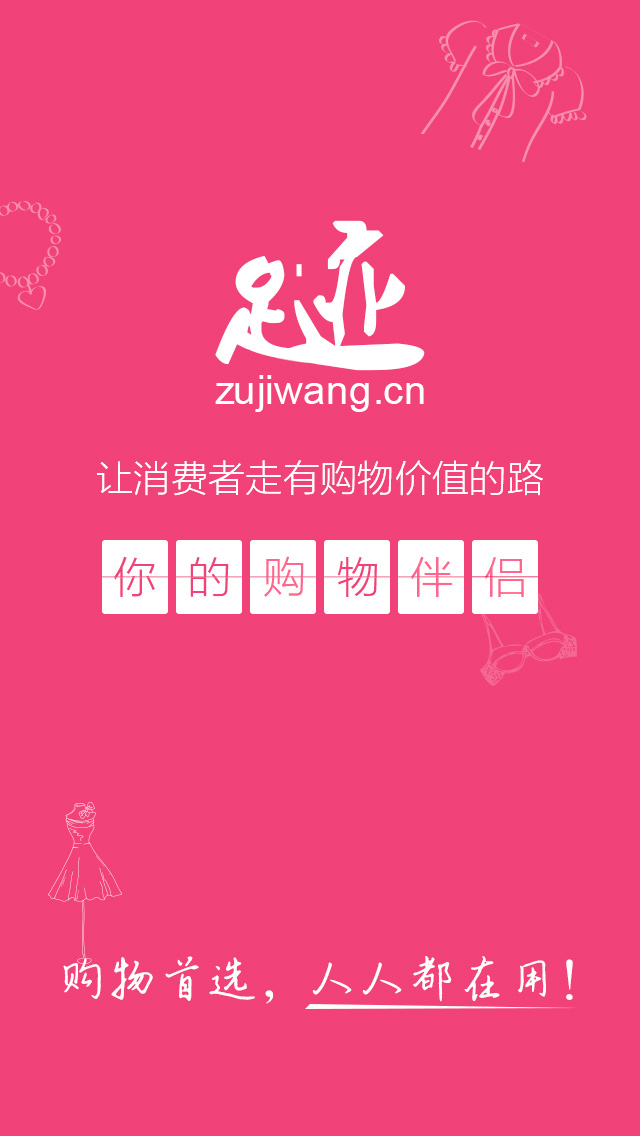 足迹
zujiwang.cn
让消费者走有购物价值的路
你的购物伴侣
购物首选，人人都在用！